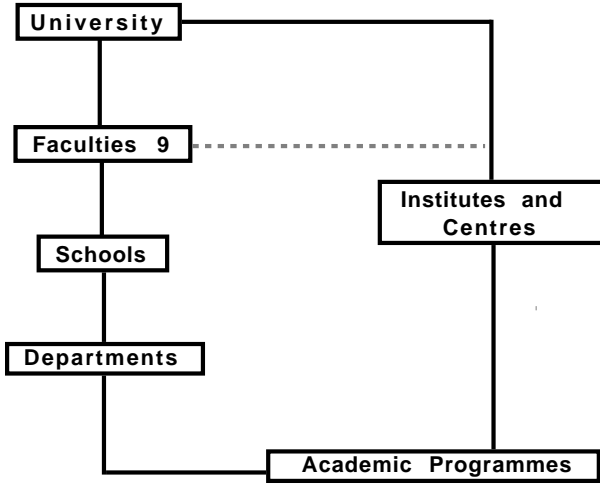 University
Faculties 9
Institutes and
Centres
Schools
Departments
Academic Programmes